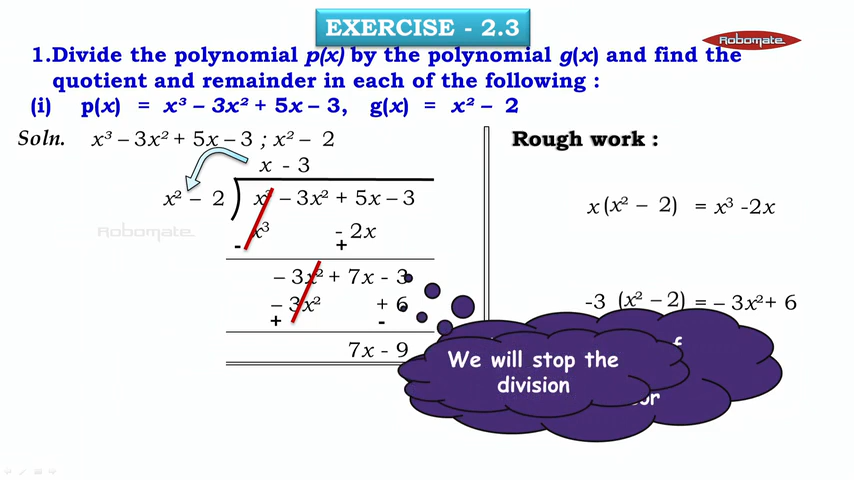 EXERCISE - 2.3
Robomate
1.Divide the polynomial p(x) by the polynomial g(x) and find the
quotient and remainder in each of the following :
(i) p(x) = x³ – 3x² + 5x – 3, g(x) = x² – 2
Soln. x³ – 3x² + 5x – 3 ; x² – 2
Rough work :
x - 3
x² – 2 ) x³ – 3x² + 5x – 3
x (x² – 2) = x³ -2x
x³ - 2x
Robomate
- +
– 3x² + 7x - 3
– 3x² + 6
-3 (x² – 2) = – 3x² + 6
+ -
7x - 9
We will stop the
division